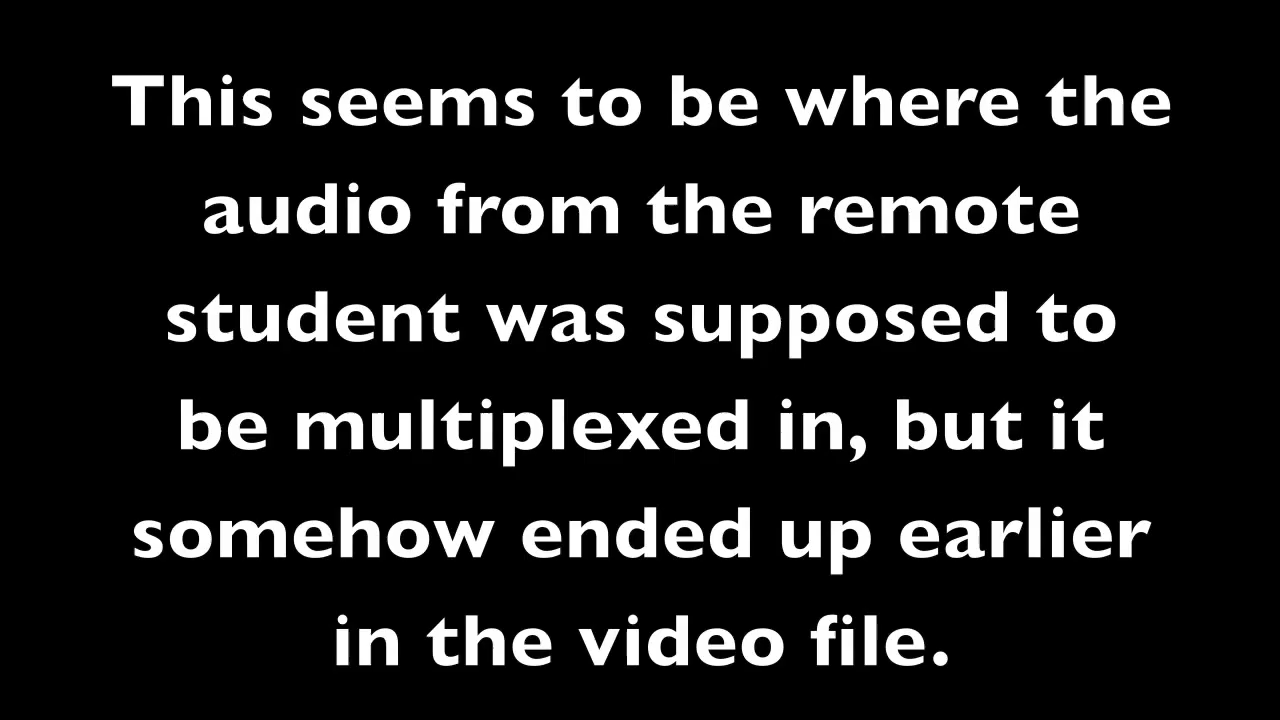 This seems to be where the
audio from the remote
student was supposed to
be multiplexed in, but it
somehow ended up earlier
in the video file.